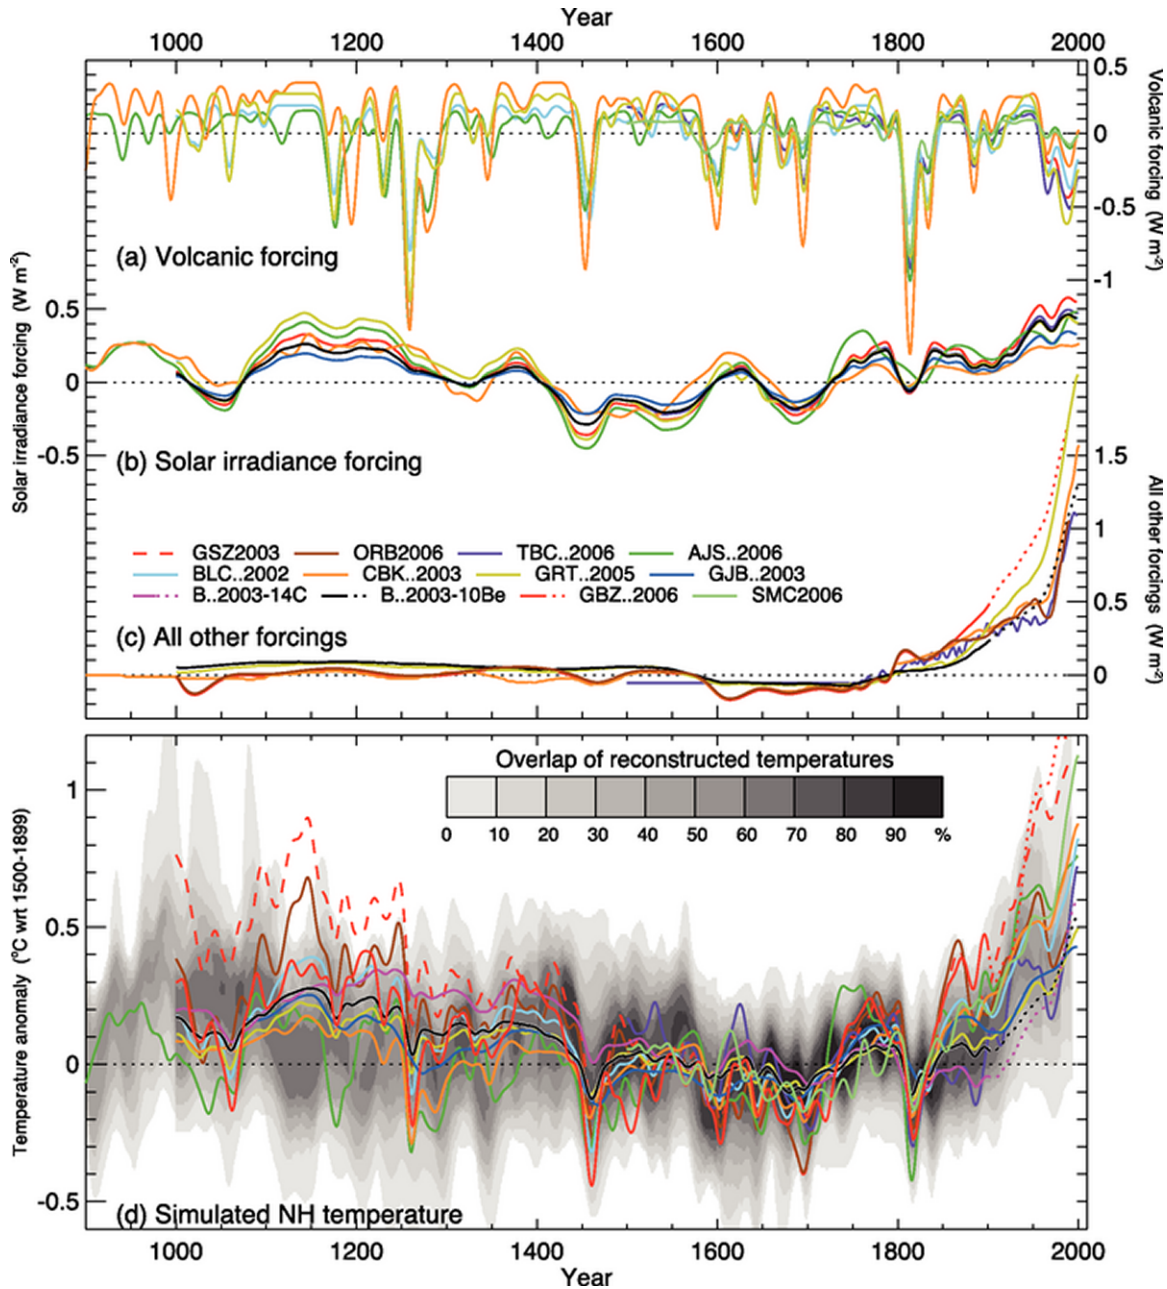 Year
1000 1200 1400 1600 1800 2000
0.5
0
-0.5
-1
Volcanic forcing (W m-2)
(a) Volcanic forcing
0.5
0
-0.5
Solar irradiance forcing (W m-2)
(b) Solar irradiance forcing
1.5
1
0.5
0
All other forcings (W m-2)
GSZ2003 ORB2006 TBC..2006 AJS..2006
BLC..2002 CBK..2003 GRT..2005 GJB..2003
B..2003-14C B..2003-10Be GBZ..2006 SMC2006
(c) All other forcings
Overlap of reconstructed temperatures
0 10 20 30 40 50 60 70 80 90 %
1
0.5
0
-0.5
Temperature anomaly (°C wrt 1500-1899)
(d) Simulated NH temperature
1000 1200 1400 1600 1800 2000
Year